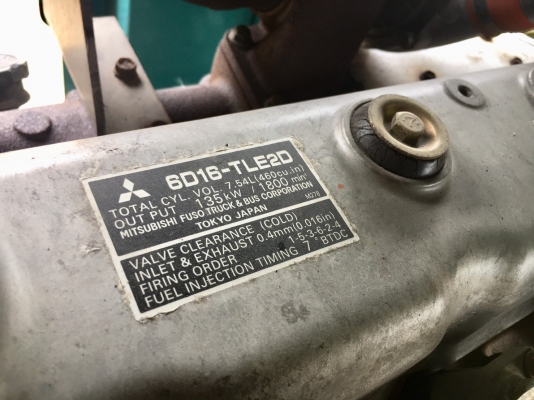 6D16-TLE2D
TOTAL CYL. VOL. 7.54L(460cu.in)
OUT PUT 135kW / 1800 min⁻¹
MITSUBISHI FUSO TRUCK & BUS CORPORATION
TOKYO JAPAN M078
VALVE CLEARANCE (COLD)
INLET & EXHAUST 0.4mm(0.016in)
FIRING ORDER 1-5-3-6-2-4
FUEL INJECTION TIMING 7° BTDC